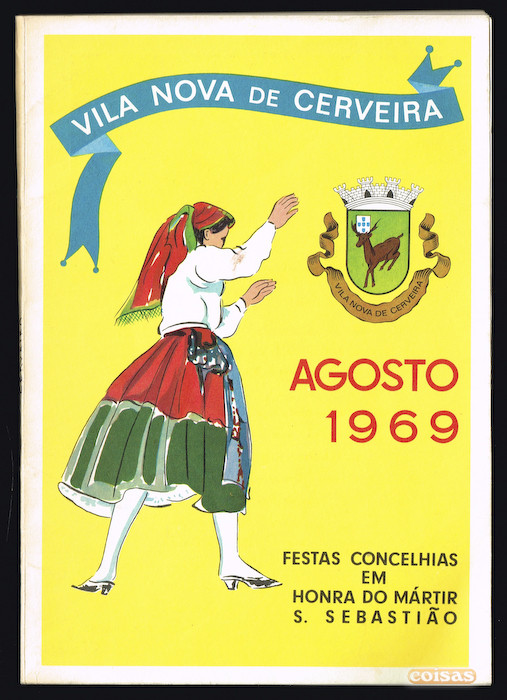 VILA NOVA DE CERVEIRA
VILA NOVA DE CERVEIRA
AGOSTO
1969
FESTAS CONCELHIAS
EM
HONRA DO MÁRTIR
S. SEBASTIÃO
coisas